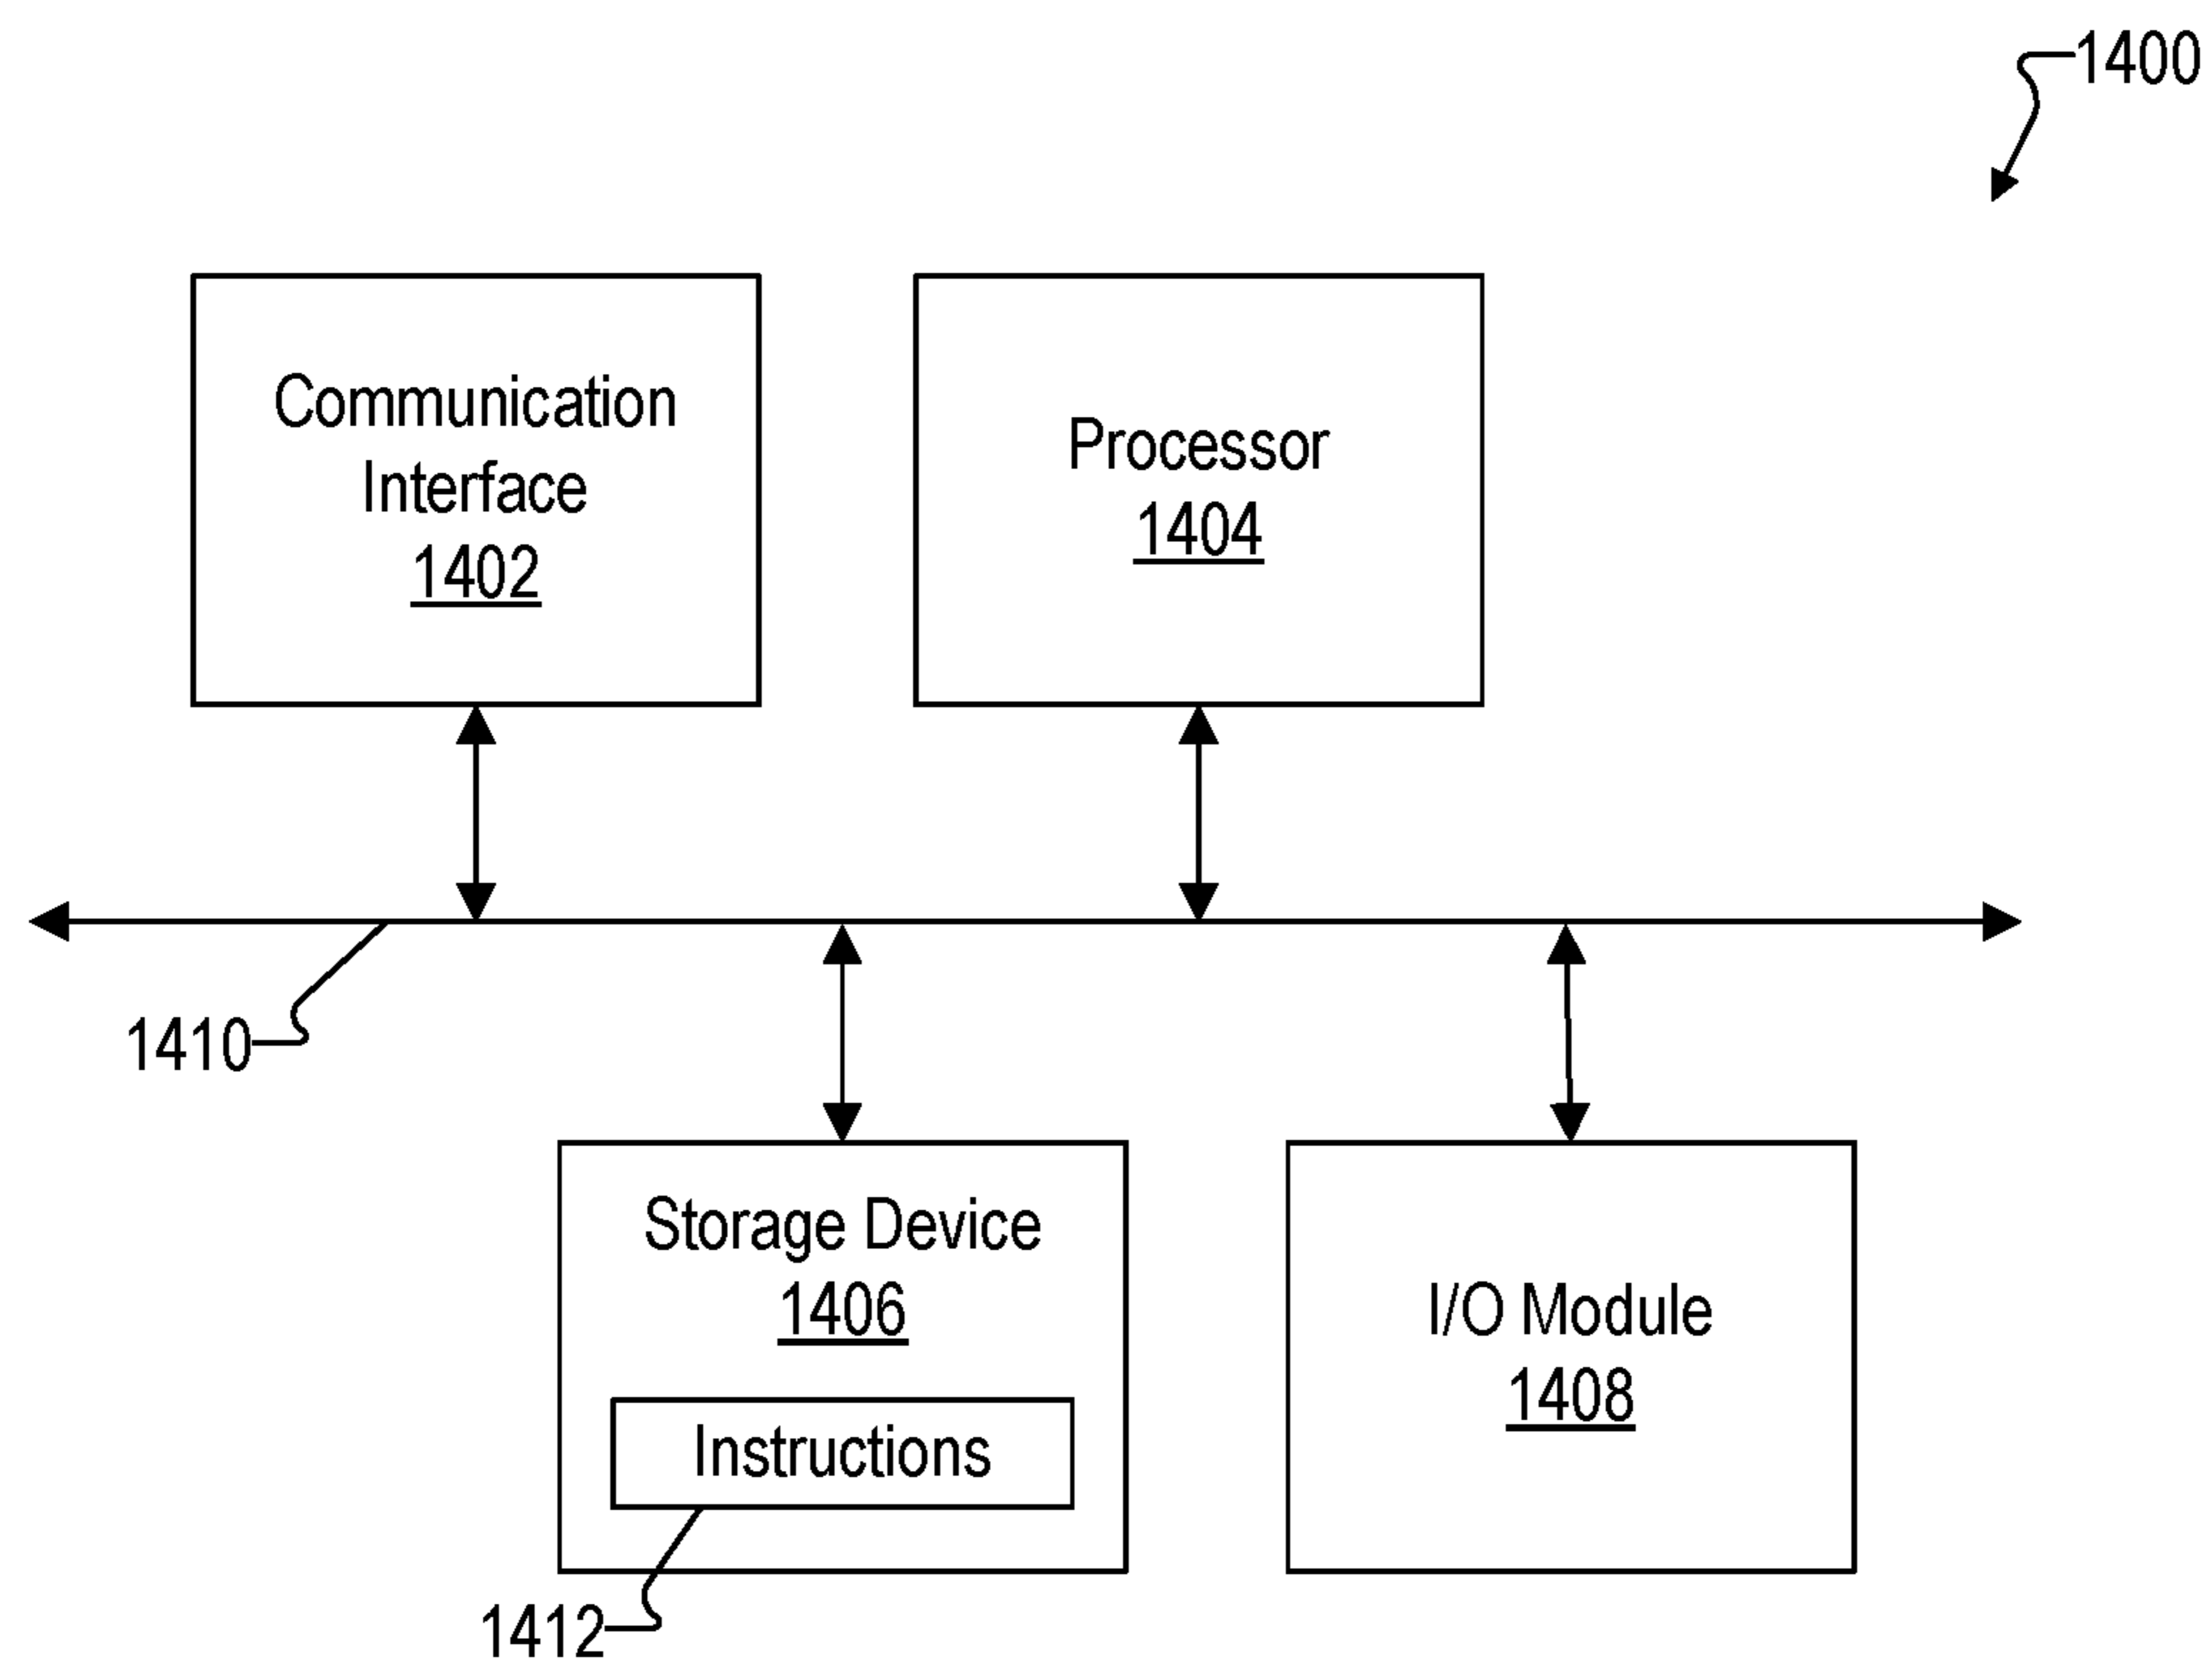 1400
Communication
Interface
1402
Processor
1404
1410
Storage Device
1406
Instructions
1412
I/O Module
1408